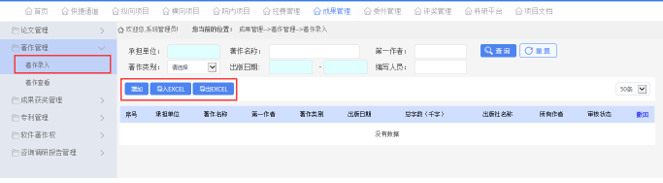 首页 快捷通道 纵向项目 横向项目 院内项目 经费管理 成果管理 委外管理 评奖管理 科研平台 项目文档
论文管理
著作管理
著作录入
著作查看
成果获奖管理
专利管理
软件著作权
咨询调研报告管理
欢迎您,系统管理员! 您当前的位置： 成果管理-->著作管理-->著作录入
承担单位： 著作名称： 第一作者： 查询 重置
著作类别： 请选择 出版日期: - 编写人员：
增加 导入EXCEL 导出EXCEL 50条
序号 承担单位 著作名称 第一作者 著作类别 出版日期 总字数（千字） 出版社名称 所有作者 审核状态 删回
没有数据